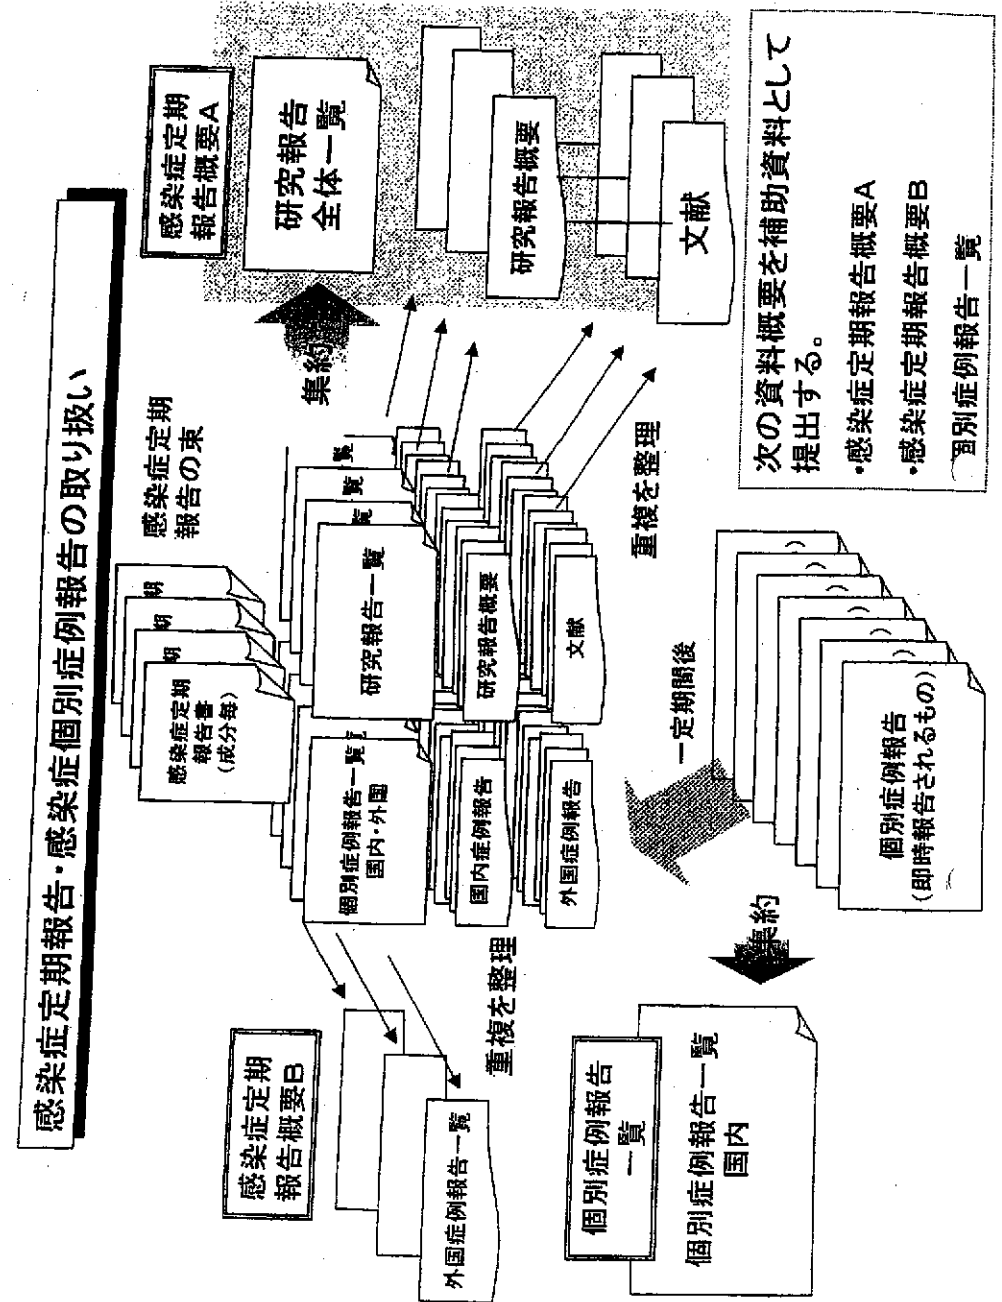 感染症定期報告・感染症個別症例報告の取り扱い
感染症定期
報告概要B
外国症例報告一覧
重複を整理
感染症定期
報告書
(成分毎)
期
期
期
感染症定期
報告の束
個別症例報告一覧
国内・外国
国内症例報告
外国症例報告
研究報告一覧
覧
覧
覧
研究報告概要
文献
集約
重複を整理
感染症定期
報告概要A
研究報告
全体一覧
研究報告概要
文献
個別症例報告
一覧
個別症例報告一覧
国内
集約
一定期間後
個別症例報告
(即時報告されるもの)
次の資料概要を補助資料として
提出する。
・感染症定期報告概要A
・感染症定期報告概要B
個別症例報告一覧